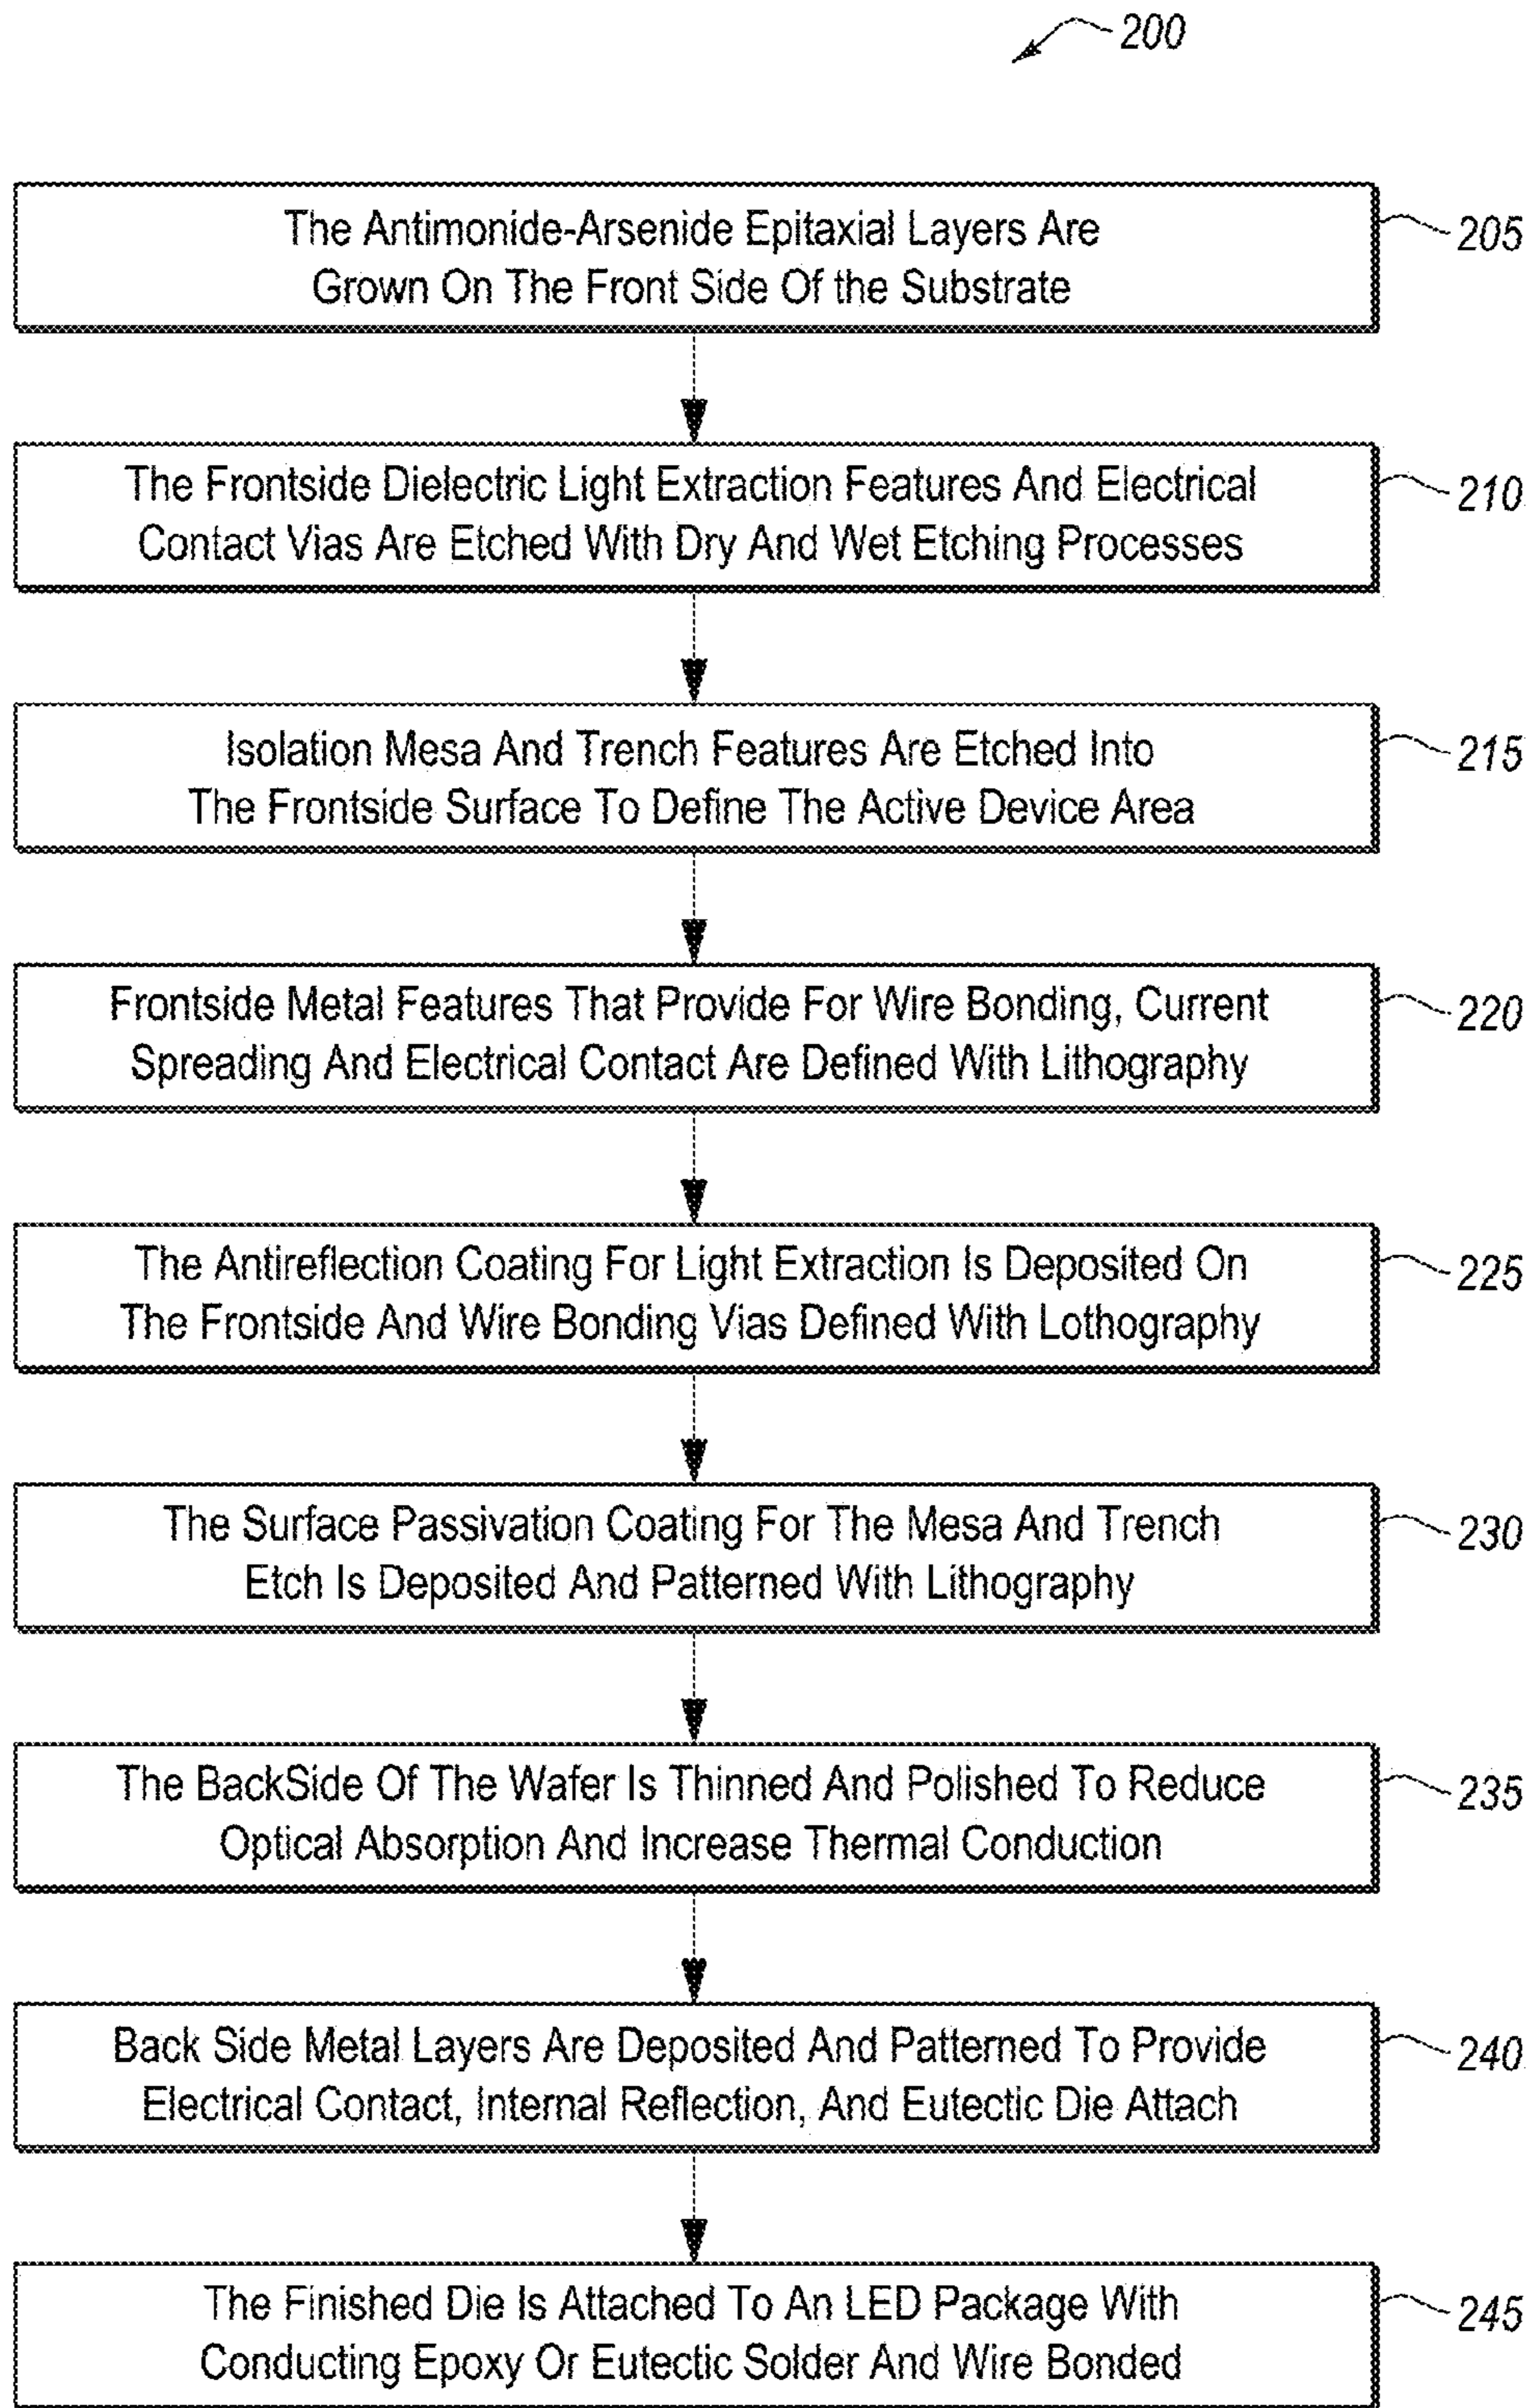 200
The Antimonide-Arsenide Epitaxial Layers Are
Grown On The Front Side Of the Substrate
205
The Frontside Dielectric Light Extraction Features And Electrical
Contact Vias Are Etched With Dry And Wet Etching Processes
210
Isolation Mesa And Trench Features Are Etched Into
The Frontside Surface To Define The Active Device Area
215
Frontside Metal Features That Provide For Wire Bonding, Current
Spreading And Electrical Contact Are Defined With Lithography
220
The Antireflection Coating For Light Extraction Is Deposited On
The Frontside And Wire Bonding Vias Defined With Lothography
225
The Surface Passivation Coating For The Mesa And Trench
Etch Is Deposited And Patterned With Lithography
230
The BackSide Of The Wafer Is Thinned And Polished To Reduce
Optical Absorption And Increase Thermal Conduction
235
Back Side Metal Layers Are Deposited And Patterned To Provide
Electrical Contact, Internal Reflection, And Eutectic Die Attach
240
The Finished Die Is Attached To An LED Package With
Conducting Epoxy Or Eutectic Solder And Wire Bonded
245